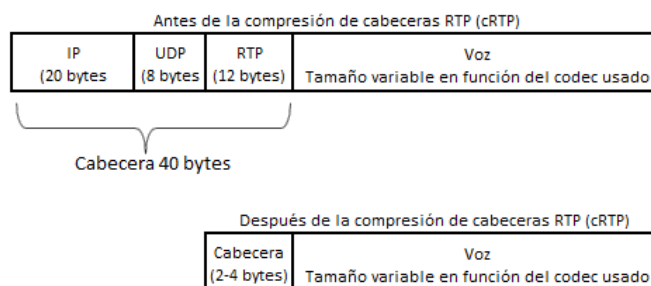 Antes de la compresión de cabeceras RTP (cRTP)
IP UDP RTP Voz
(20 bytes (8 bytes) (12 bytes) Tamaño variable en función del codec usado
Cabecera 40 bytes
Después de la compresión de cabeceras RTP (cRTP)
Cabecera Voz
(2-4 bytes) Tamaño variable en función del codec usado